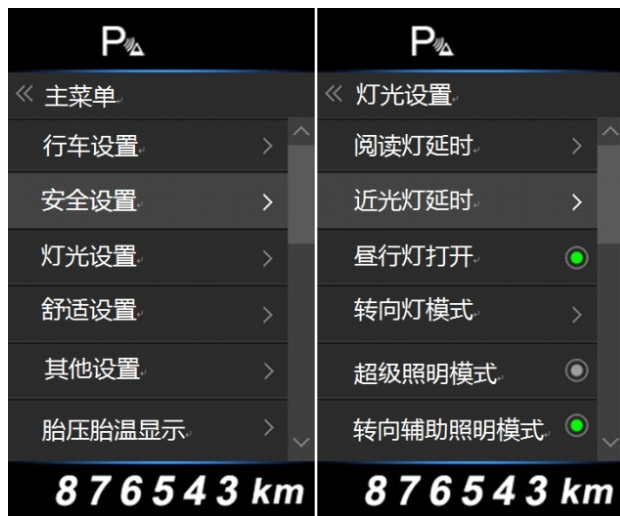 P
主菜单
行车设置
安全设置
灯光设置
舒适设置
其他设置
胎压胎温显示
876543 km
P
灯光设置
阅读灯延时
近光灯延时
昼行灯打开
转向灯模式
超级照明模式
转向辅助照明模式
876543 km